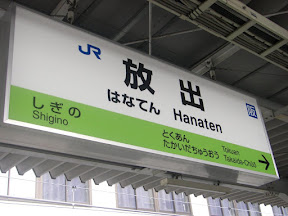 JR
放出
はなてん Hanaten
しぎの
Shigino
とくあん
たかいだちゅうおう
Tokuan
Takaida-Chūō